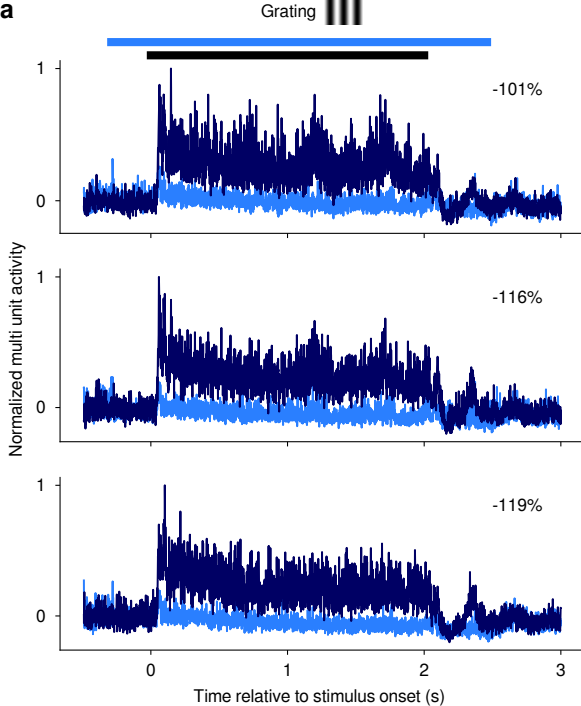 a
Grating
1
-101%
0
1
-116%
0
1
-119%
0
Normalized multi unit activity
0 1 2 3
Time relative to stimulus onset (s)